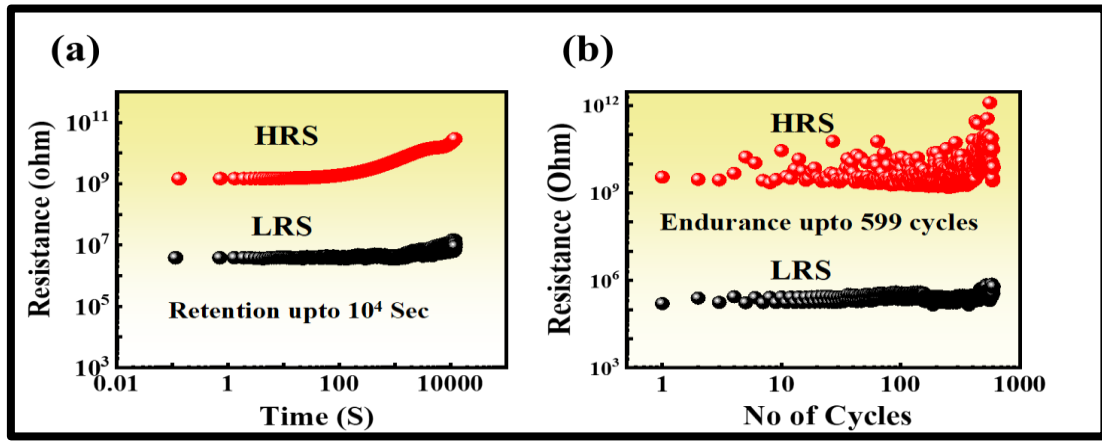 (a)
Resistance (ohm)
10¹¹
10⁹
10⁷
10⁵
10³
HRS
LRS
Retention upto 10⁴ Sec
0.01 1 100 10000
Time (S)
(b)
Resistance ((Ohm)
10¹²
10⁹
10⁶
10³
HRS
Endurance upto 599 cycles
LRS
1 10 100 1000
No of Cycles